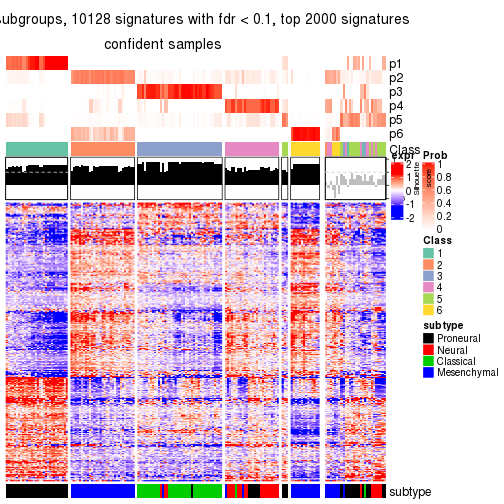 subgroups, 10128 signatures with fdr < 0.1, top 2000 signatures
confident samples
p1
p2
p3
p4
p5
p6
Class
expr
2
1
0
-1
-2
Silhouette
score
Prob
1
0.8
0.6
0.4
0.2
0
Class
1
2
3
4
5
6
subtype
Proneural
Neural
Classical
Mesenchymal
subtype